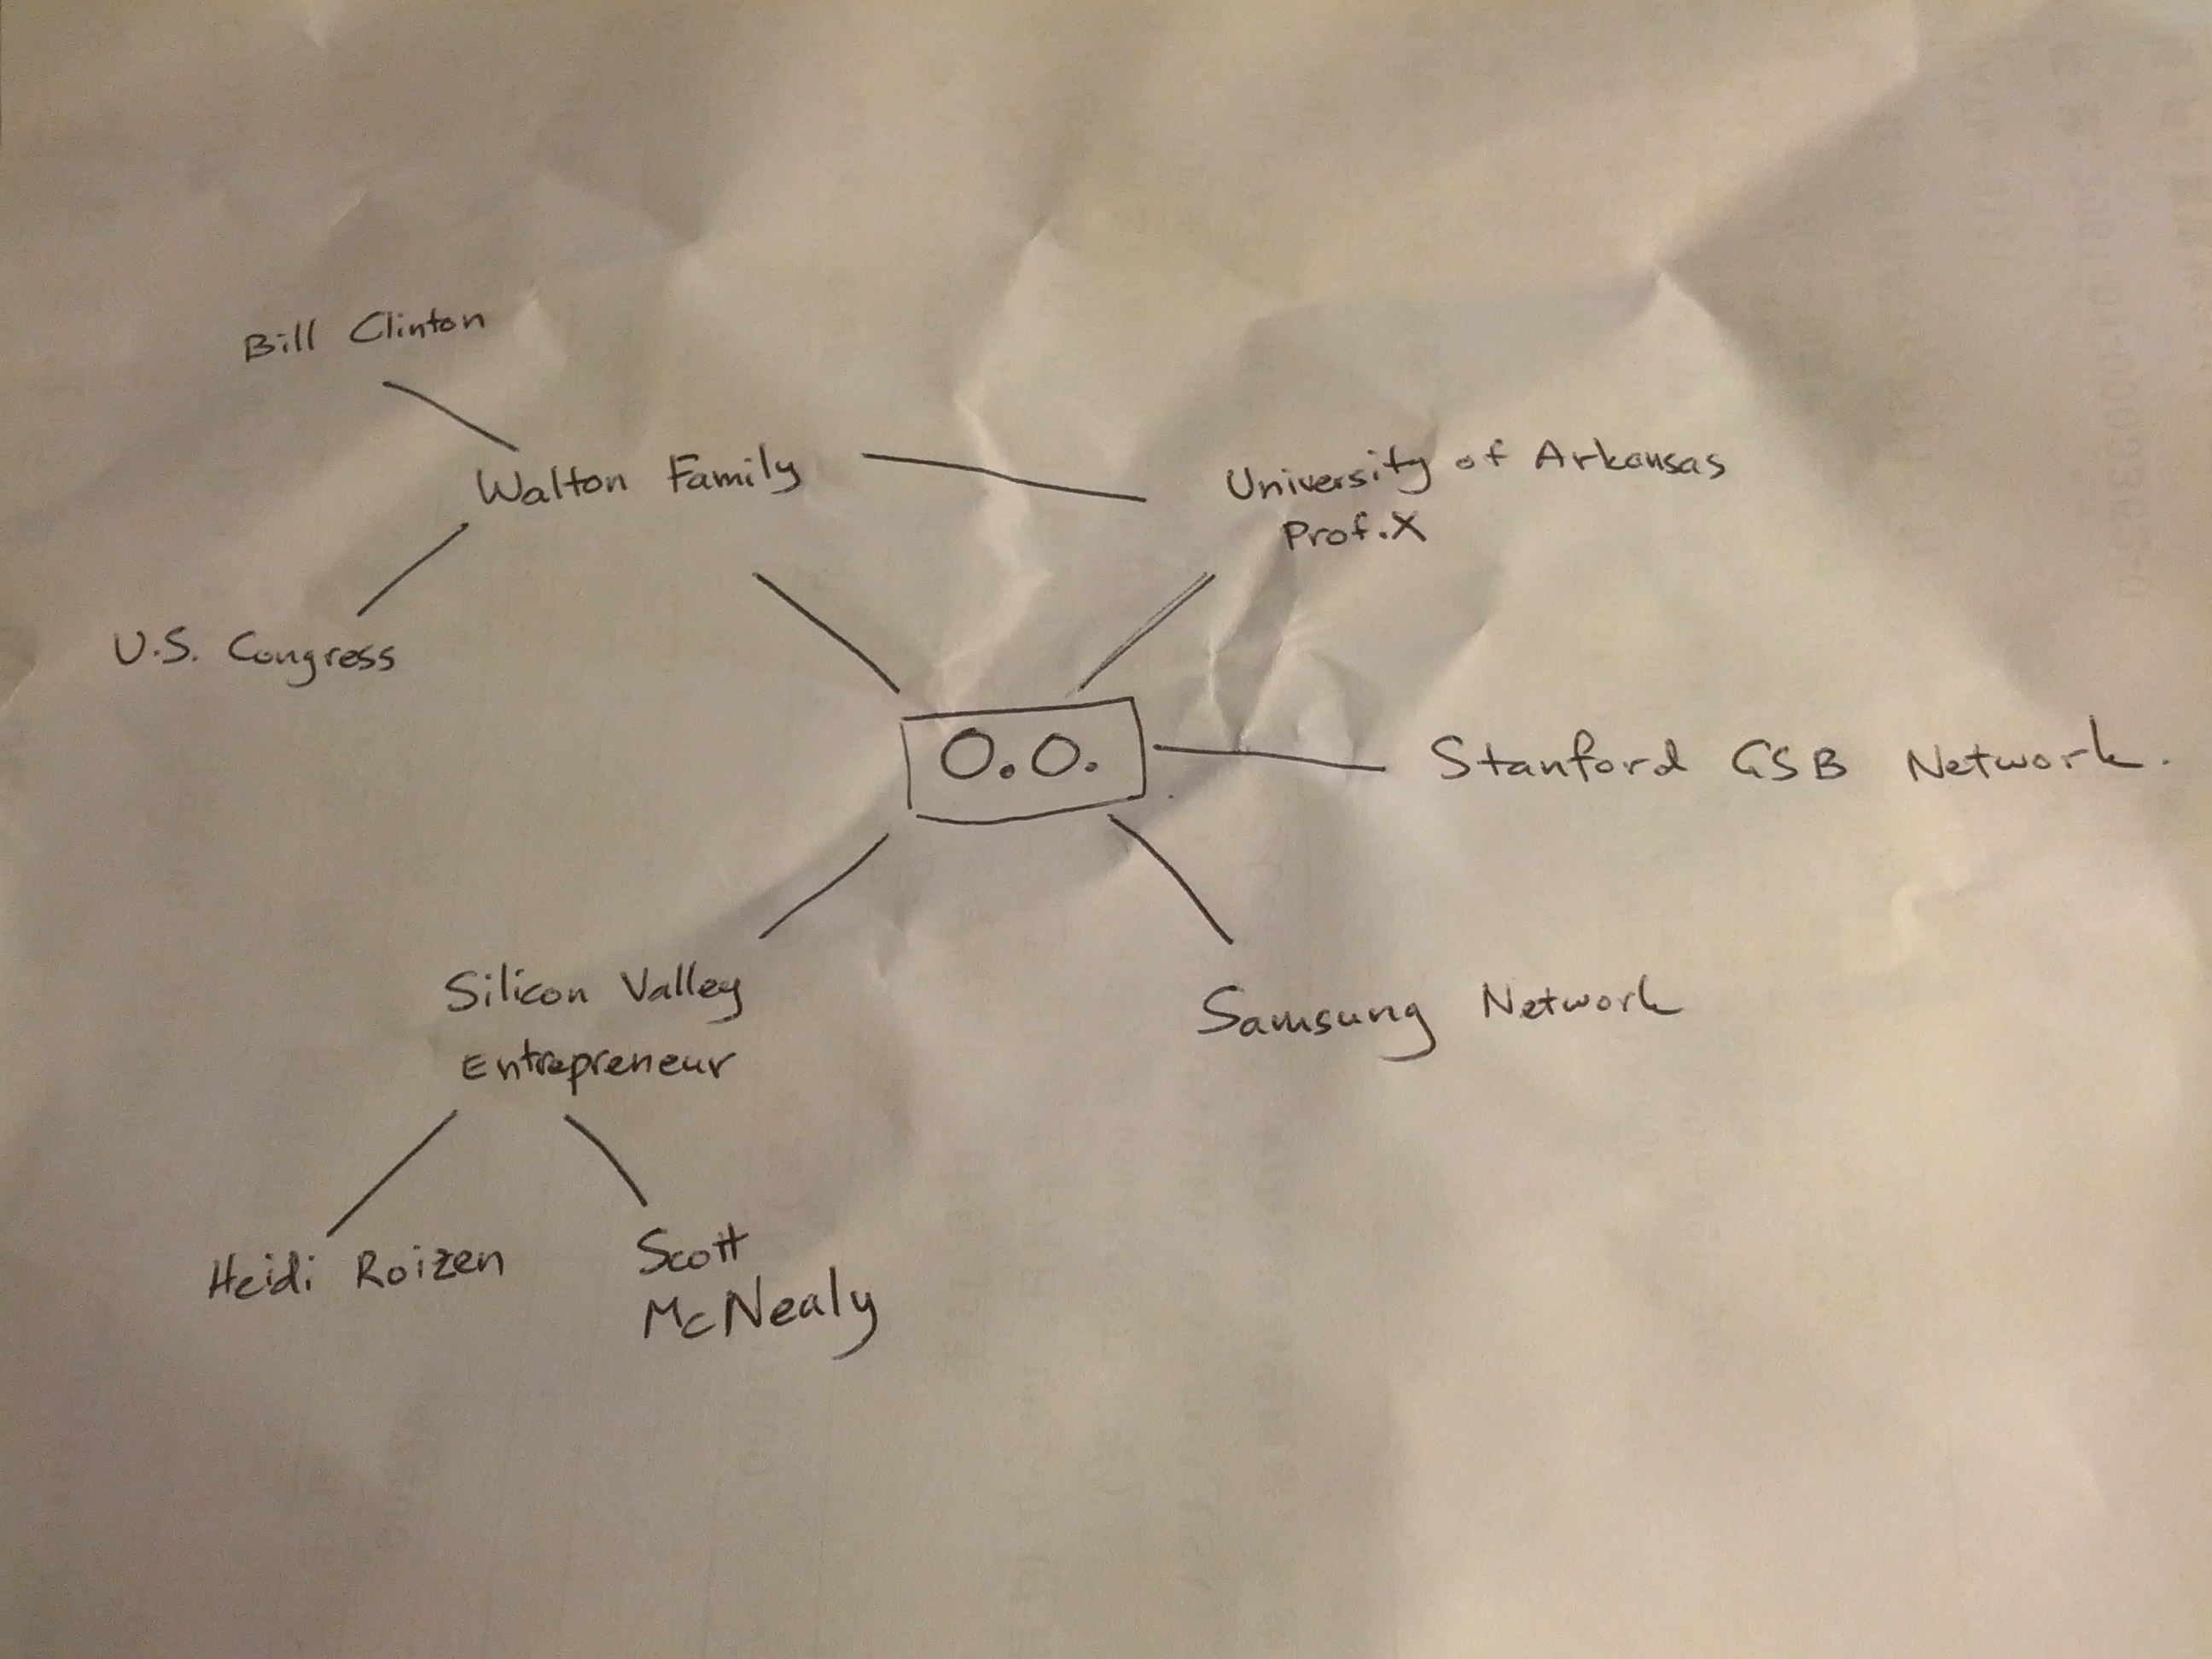 Bill Clinton
Walton Family
University of Arkansas
Prof.X
U.S. Congress
O.O.
Stanford GSB Network.
Silicon Valley
Entrepreneur
Samsung Network
Heidi Roizen
Scott
McNealy